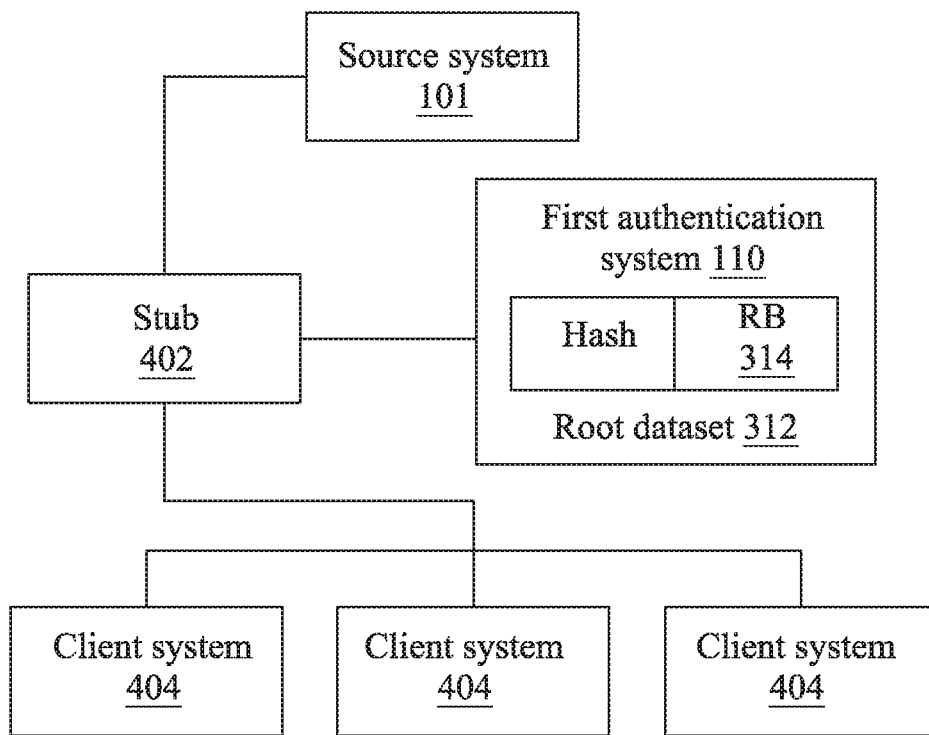 Source system
101
First authentication
system 110
Hash
RB
314
Root dataset 312
Stub
402
Client system
404
Client system
404
Client system
404